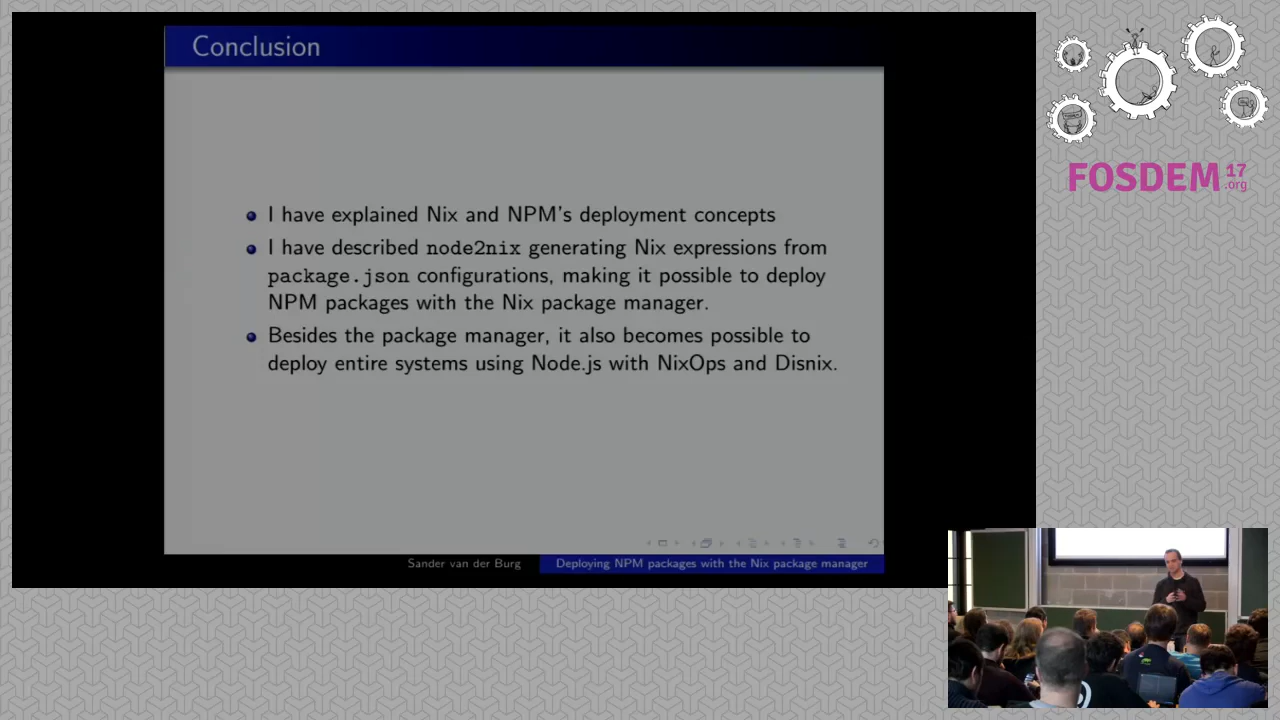 Conclusion
I have explained Nix and NPM's deployment concepts
I have described node2nix generating Nix expressions from
package.json configurations, making it possible to deploy
NPM packages with the Nix package manager.
Besides the package manager, it also becomes possible to
deploy entire systems using Node.js with NixOps and Disnix.
Sander van der Burg
Deploying NPM packages with the Nix package manager
FOSDEM 17
.org